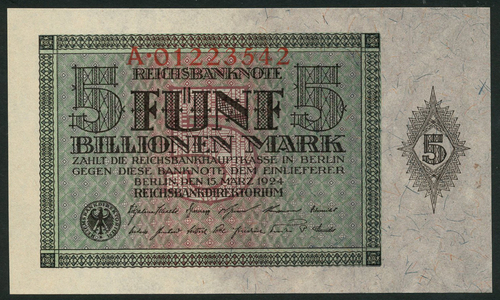 A·01223542
REICHSBANKNOTE
5 FÜNF 5
BILLIONEN MARK
ZAHLT DIE REICHSBANKHAUPTKASSE IN BERLIN
GEGEN DIESE BANKNOTE DEM EINLIEFERER
BERLIN, DEN 15. MÄRZ 1924
REICHSBANKDIREKTORIUM
5